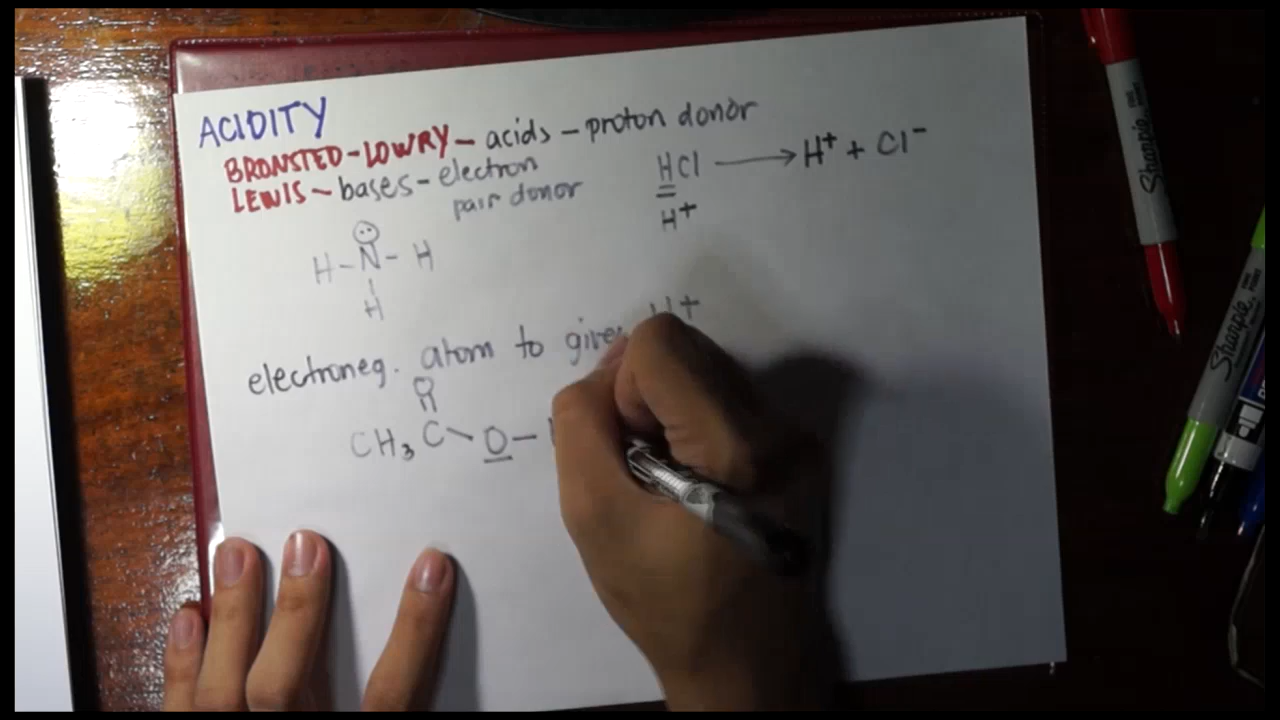 ACIDITY
BRONSTED-LOWRY - acids - proton donor
LEWIS - bases - electron
pair donor
HCl → H⁺ + Cl⁻
H⁺
H-N-H
H
electroneg. atom to give H⁺
O
CH₃ C - O -
Sharpie
Sharpie